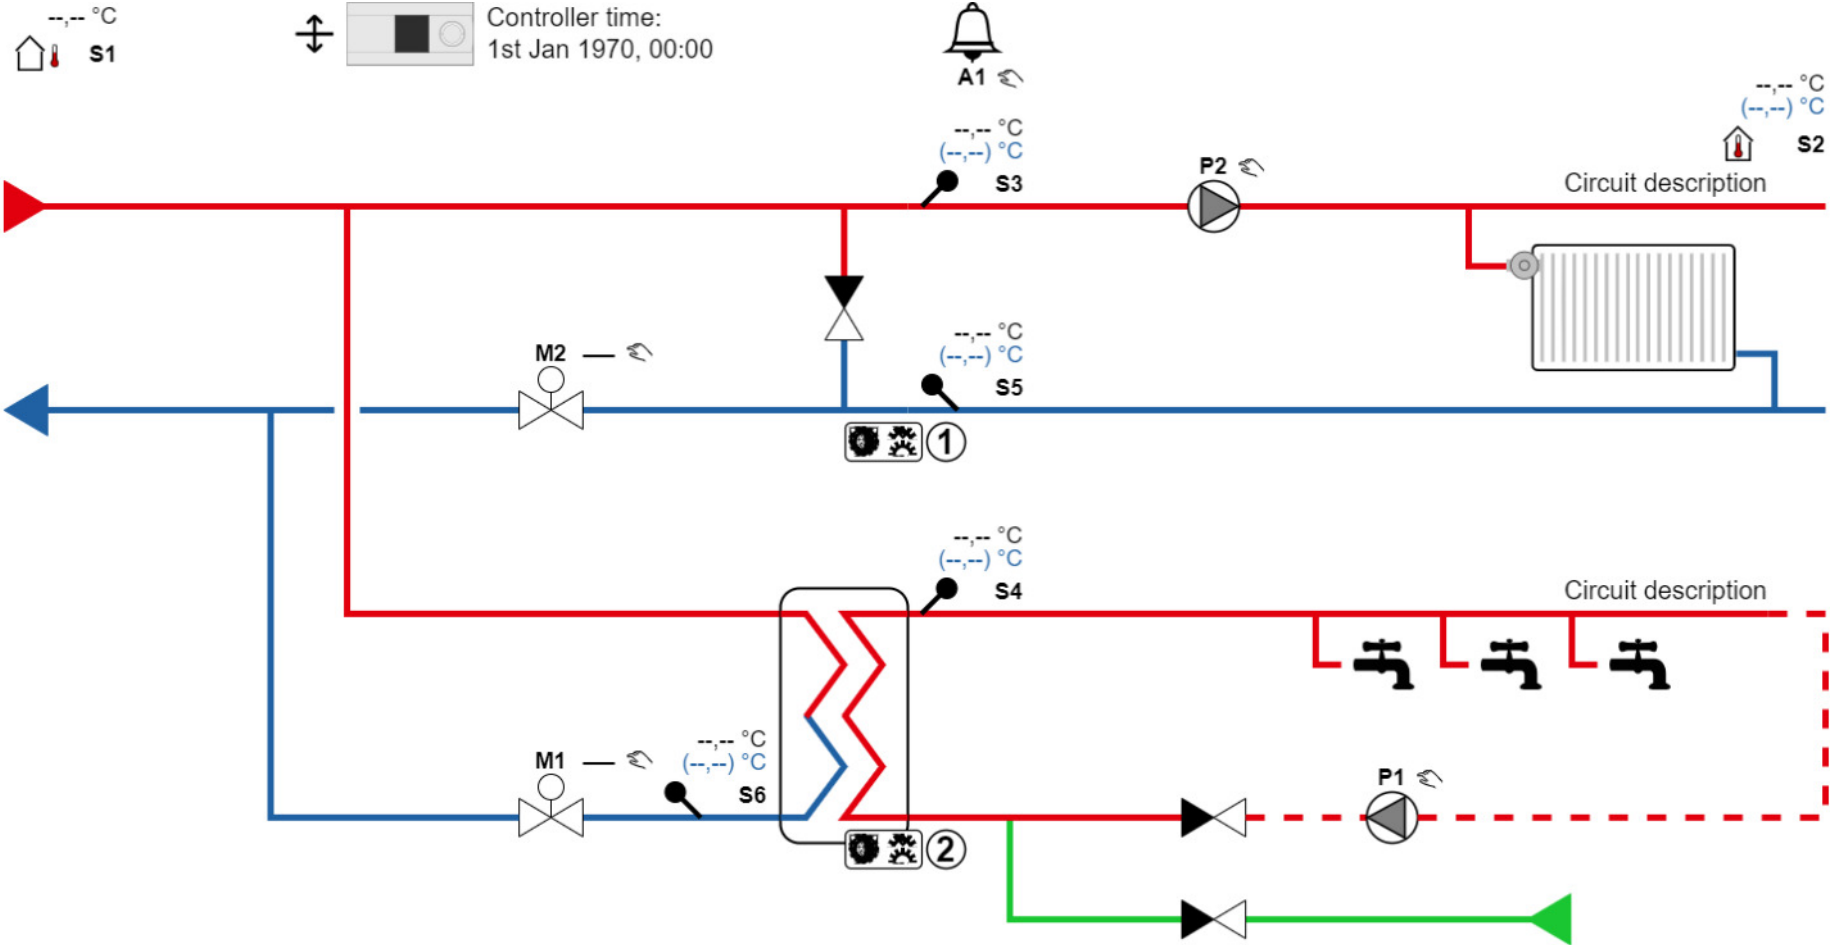 --,-- °C
S1
Controller time:
1st Jan 1970, 00:00
A1
--,-- °C
(--,--) °C
S2
--,-- °C
(--,--) °C
S3
P2
Circuit description
--,-- °C
(--,--) °C
S5
M2
1
--,-- °C
(--,--) °C
S4
Circuit description
--,-- °C
(--,--) °C
S6
M1
P1
2